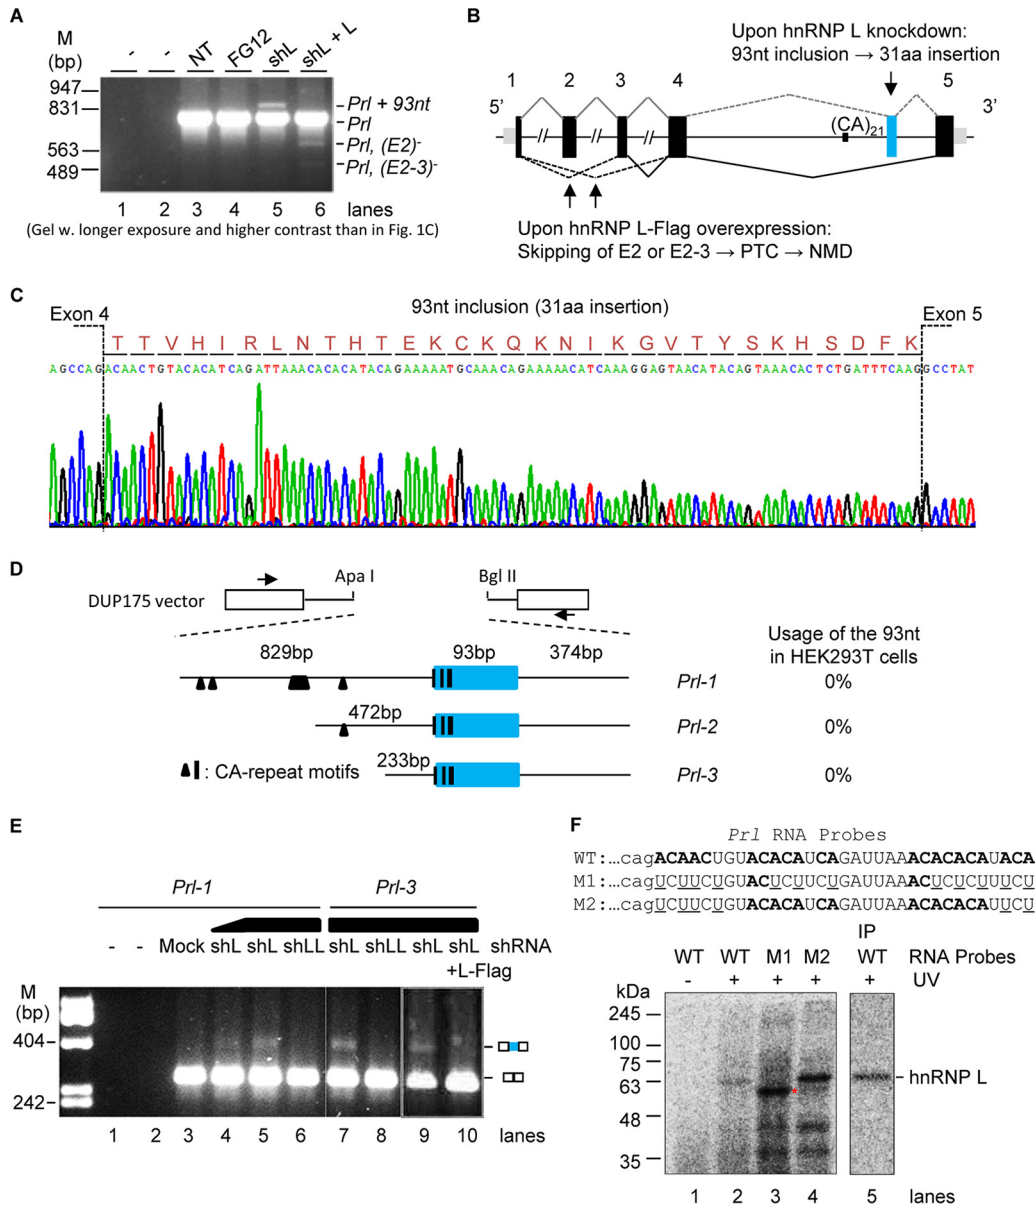 A
M
(bp)
-
-
NT
FG12
shL
shL + L
947
831
563
489
Prl + 93nt
Prl
Prl, (E2)-
Prl, (E2-3)-
1 2 3 4 5 6 lanes
(Gel w. longer exposure and higher contrast than in Fig. 1C)
B
Upon hnRNP L knockdown:
93nt inclusion → 31aa insertion
1 2 3 4 5
5’ 3’
(CA)21
Upon hnRNP L-Flag overexpression:
Skipping of E2 or E2-3 → PTC → NMD
C
93nt inclusion (31aa insertion)
Exon 4
Exon 5
T T V H I R L N T H T E K C K Q K N I K G V T Y S K H S D F K
AGCCAGACAACTGTACACATCAGATTAAACACACATACAGAAAAATGCAAACAGAAAAACATCAAAGGAGTAACATACAGTAAACACTCTGATTTCAAGGCCTAT
D
DUP175 vector
Apa I
Bgl II
829bp 93bp 374bp
Usage of the 93nt
in HEK293T cells
Prl-1 0%
472bp
Prl-2 0%
233bp
Prl-3 0%
: CA-repeat motifs
E
Prl-1 Prl-3
- - Mock shL shL shLL shL shLL shL shL shRNA
+L-Flag
M
(bp)
404
242
1 2 3 4 5 6 7 8 9 10 lanes
F
Prl RNA Probes
WT:…cagACAACUGUACACAUCAGAUUAAACACACAUACA
M1:…cagUCUUCUGUACUCUUCUGAUUAAACUCUCUUUCU
M2:…cagUCUUCUGUACACAUCAGAUUAAACACACAUUCU
IP
WT WT M1 M2 WT RNA Probes
- + + + + UV
kDa
245
100
75
63
48
35
*
hnRNP L
1 2 3 4 5 lanes